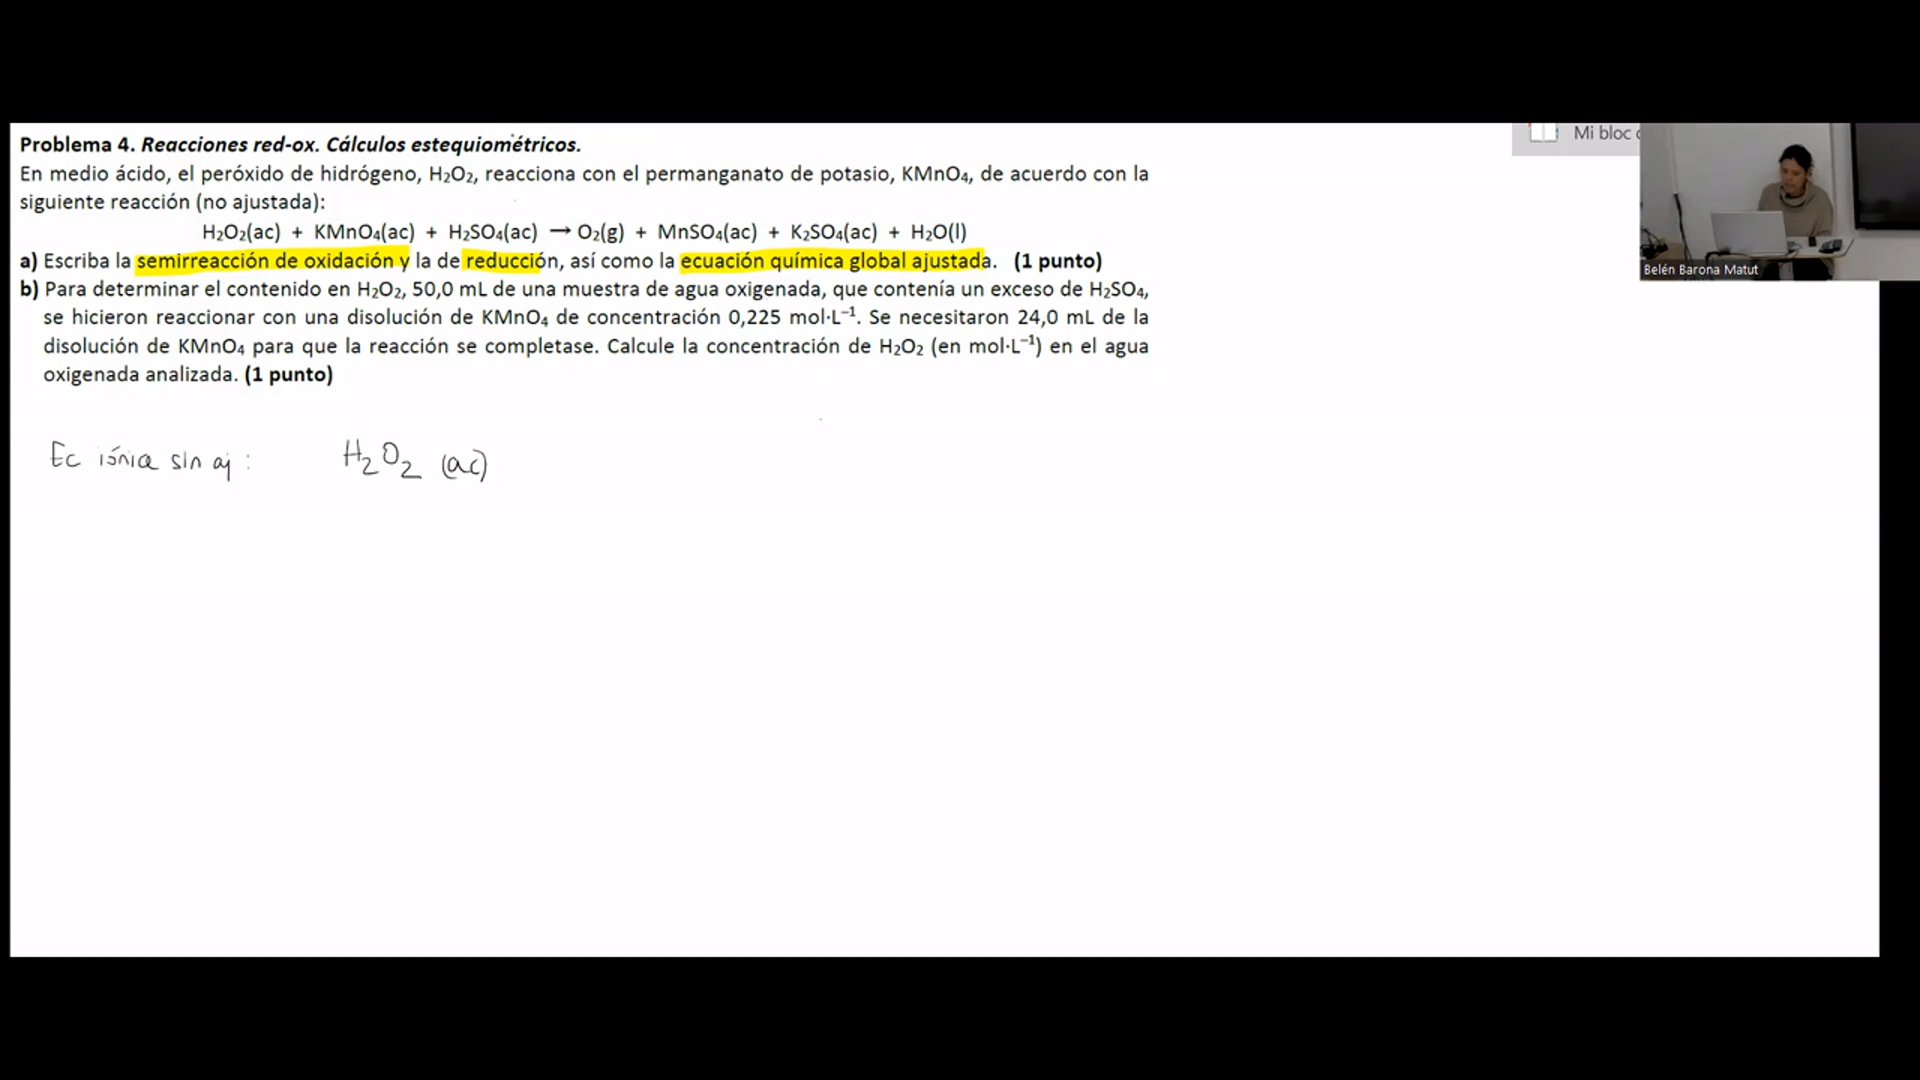 Problema 4. Reacciones red-ox. Cálculos estequiométricos.
En medio ácido, el peróxido de hidrógeno, H₂O₂, reacciona con el permanganato de potasio, KMnO₄, de acuerdo con la
siguiente reacción (no ajustada):
H₂O₂(ac) + KMnO₄(ac) + H₂SO₄(ac) → O₂(g) + MnSO₄(ac) + K₂SO₄(ac) + H₂O(l)
a) Escriba la semirreacción de oxidación y la de reducción, así como la ecuación química global ajustada. (1 punto)
b) Para determinar el contenido en H₂O₂, 50,0 mL de una muestra de agua oxigenada, que contenía un exceso de H₂SO₄,
se hicieron reaccionar con una disolución de KMnO₄ de concentración 0,225 mol·L⁻¹. Se necesitaron 24,0 mL de la
disolución de KMnO₄ para que la reacción se completase. Calcule la concentración de H₂O₂ (en mol·L⁻¹) en el agua
oxigenada analizada. (1 punto)
Ec iónica sin aj : H₂O₂ (ac)
Mi bloc
Belén Barona Matut